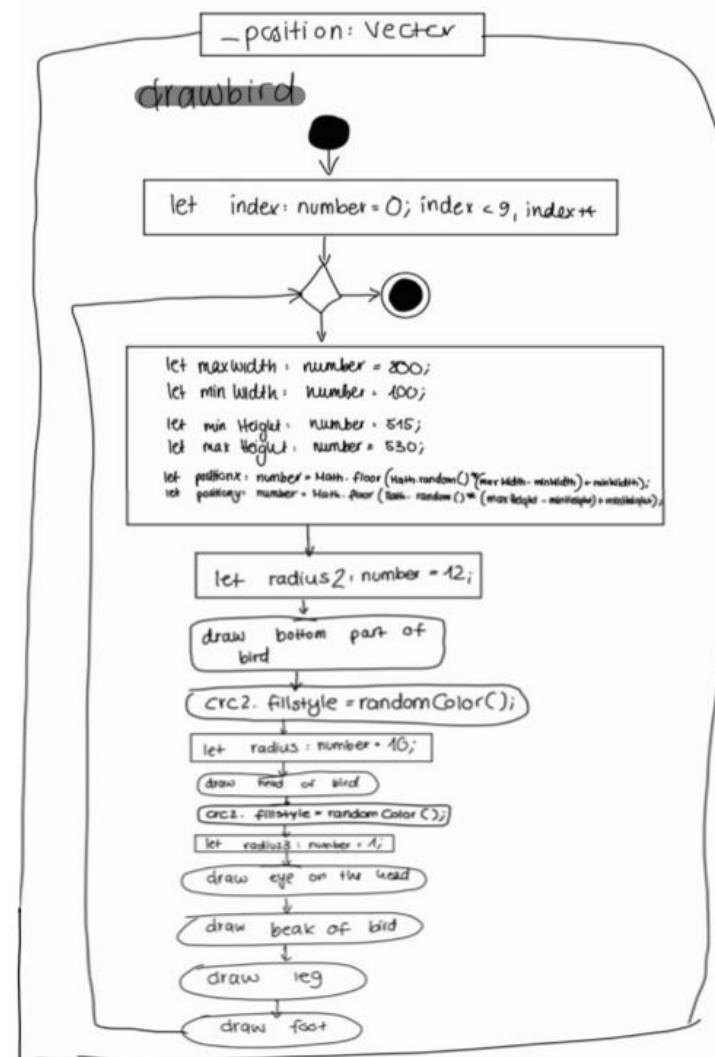 _position: Vector
drawbird
let index: number = 0; index < 9, index++
let maxwidth: number = 800;
let min Width: number = 100;
let min Height: number = 515;
let max Height: number = 530;
let positionx: number = Math.floor(Math.random() * (maxWidth - minWidth) + minWidth);
let positiony: number = Math.floor (Math.random() * (maxHeight - minHeight) + minHeight);
let radius2: number = 12;
draw bottom part of
bird
crc2. fillstyle = randomColor();
let radius: number = 10;
draw head of bird
crc2. fillstyle = random Color();
let radius3: number = 1;
draw eye on the head
draw beak of bird
draw leg
draw foot